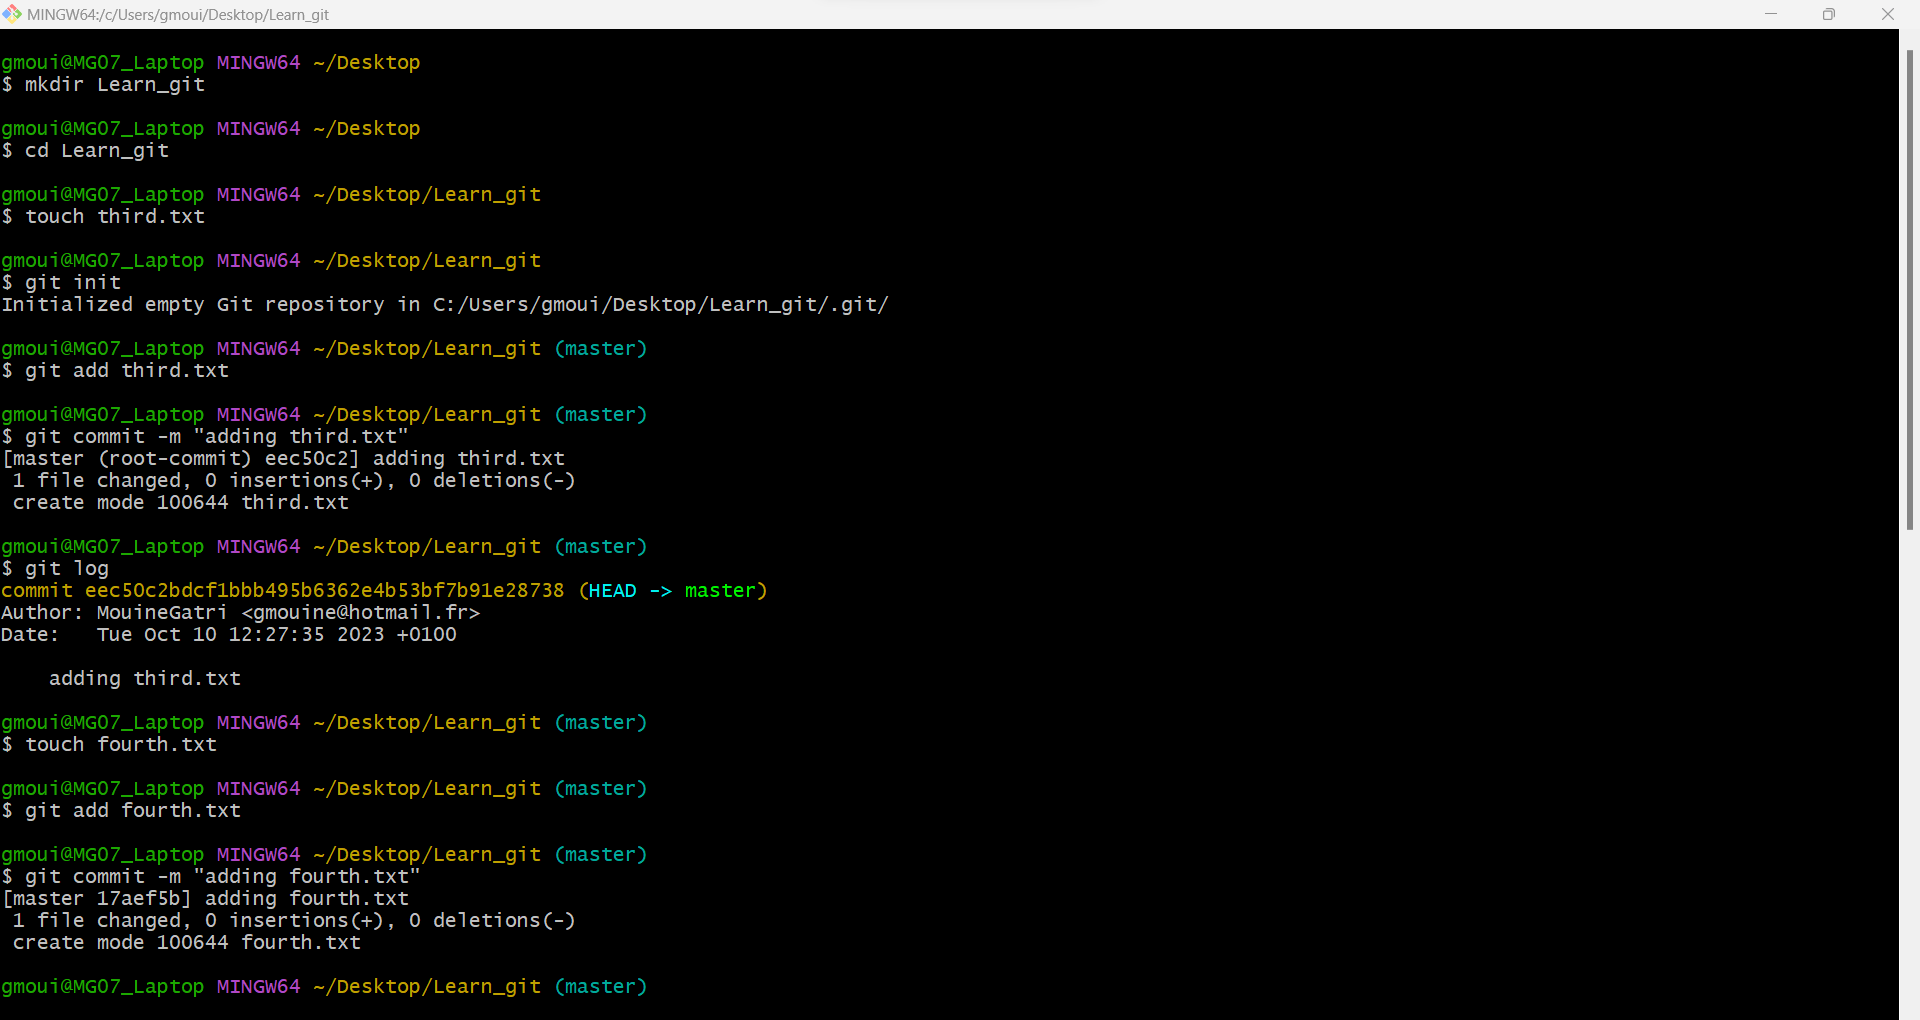 MINGW64:/c/Users/gmoui/Desktop/Learn_git
gmoui@MG07_Laptop MINGW64 ~/Desktop
$ mkdir Learn_git
gmoui@MG07_Laptop MINGW64 ~/Desktop
$ cd Learn_git
gmoui@MG07_Laptop MINGW64 ~/Desktop/Learn_git
$ touch third.txt
gmoui@MG07_Laptop MINGW64 ~/Desktop/Learn_git
$ git init
Initialized empty Git repository in C:/Users/gmoui/Desktop/Learn_git/.git/
gmoui@MG07_Laptop MINGW64 ~/Desktop/Learn_git (master)
$ git add third.txt
gmoui@MG07_Laptop MINGW64 ~/Desktop/Learn_git (master)
$ git commit -m "adding third.txt"
[master (root-commit) eec50c2] adding third.txt
 1 file changed, 0 insertions(+), 0 deletions(-)
 create mode 100644 third.txt
gmoui@MG07_Laptop MINGW64 ~/Desktop/Learn_git (master)
$ git log
commit eec50c2bdcf1bbb495b6362e4b53bf7b91e28738 (HEAD -> master)
Author: MouineGatri <gmouine@hotmail.fr>
Date:   Tue Oct 10 12:27:35 2023 +0100
    adding third.txt
gmoui@MG07_Laptop MINGW64 ~/Desktop/Learn_git (master)
$ touch fourth.txt
gmoui@MG07_Laptop MINGW64 ~/Desktop/Learn_git (master)
$ git add fourth.txt
gmoui@MG07_Laptop MINGW64 ~/Desktop/Learn_git (master)
$ git commit -m "adding fourth.txt"
[master 17aef5b] adding fourth.txt
 1 file changed, 0 insertions(+), 0 deletions(-)
 create mode 100644 fourth.txt
gmoui@MG07_Laptop MINGW64 ~/Desktop/Learn_git (master)